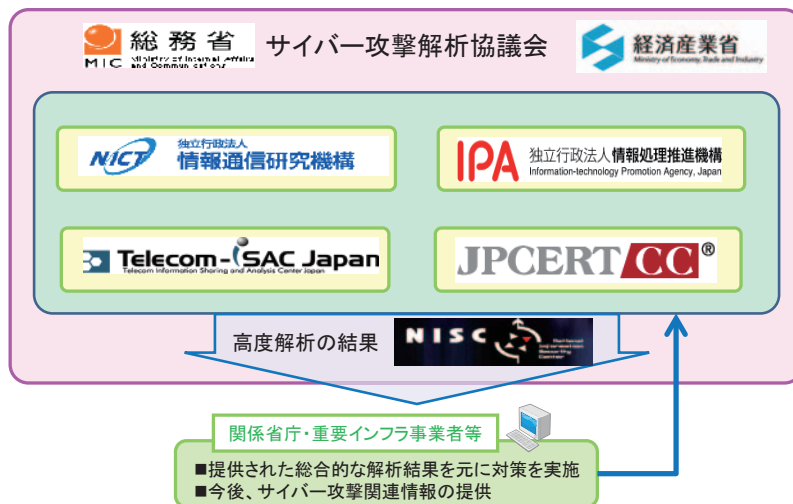 総務省
MIC Ministry of Internal Affairs
and Communications
サイバー攻撃解析協議会
経済産業省
Ministry of Economy, Trade and Industry
NICT
独立行政法人
情報通信研究機構
IPA
独立行政法人情報処理推進機構
Information-technology Promotion Agency, Japan
Telecom-iSAC Japan
Telecom Information Sharing and Analysis Center Japan
JPCERT CC®
高度解析の結果
NISC
National
Information
Security
Center
関係省庁・重要インフラ事業者等
■提供された総合的な解析結果を元に対策を実施
■今後、サイバー攻撃関連情報の提供